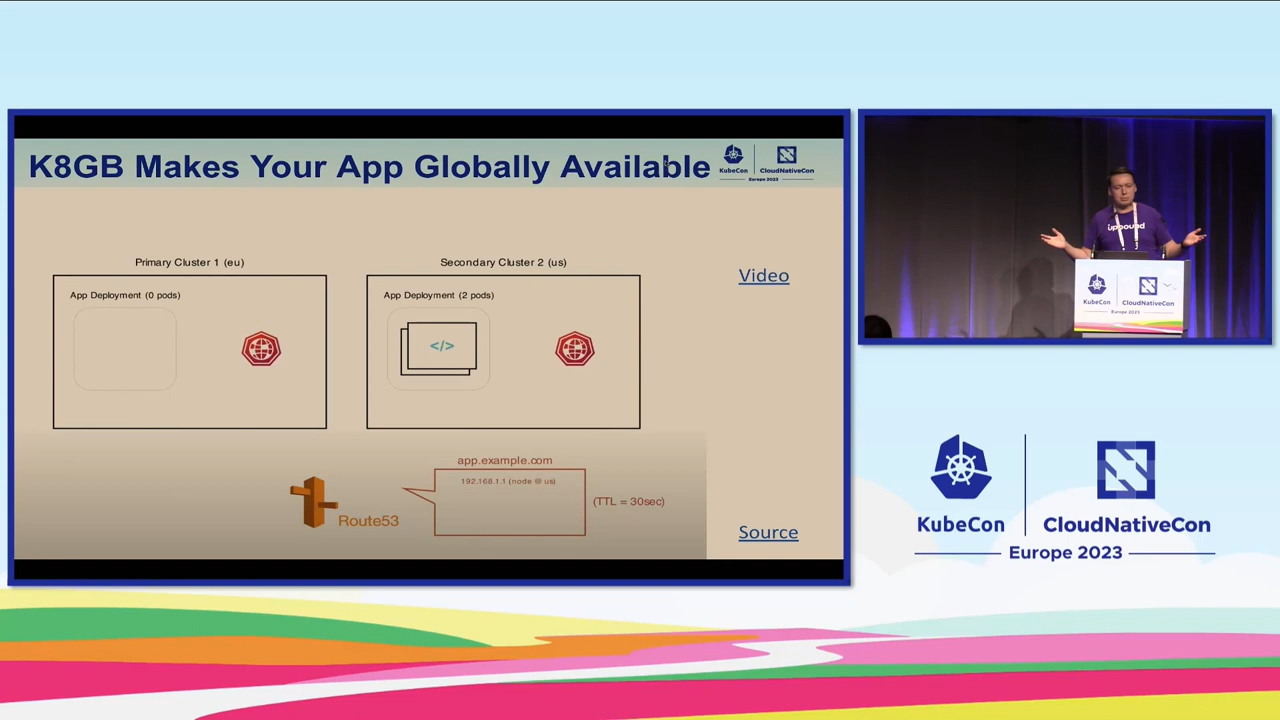 K8GB Makes Your App Globally Available
KubeCon
CloudNativeCon
Europe 2023
Primary Cluster 1 (eu)
App Deployment (0 pods)
Secondary Cluster 2 (us)
App Deployment (2 pods)
</>
Video
app.example.com
192.168.1.1 (node @ us)
(TTL = 30sec)
Route53
Source
upbound
KubeCon
CloudNativeCon
Europe 2023
KubeCon
CloudNativeCon
Europe 2023